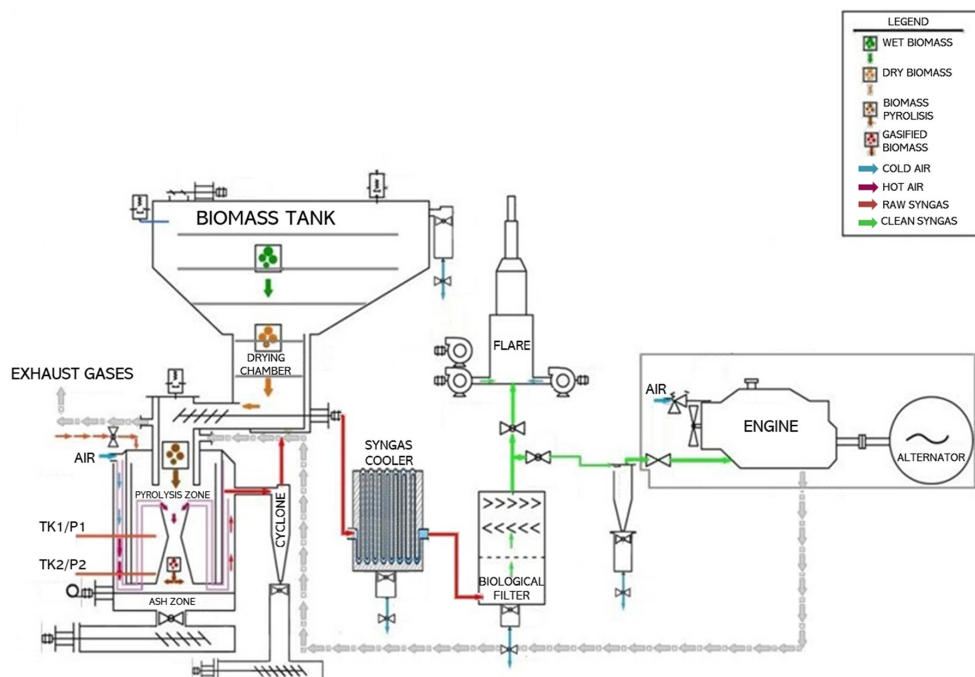 LEGEND
WET BIOMASS
DRY BIOMASS
BIOMASS
PYROLISIS
GASIFIED
BIOMASS
COLD AIR
HOT AIR
RAW SYNGAS
CLEAN SYNGAS
BIOMASS TANK
DRYING
CHAMBER
FLARE
EXHAUST GASES
AIR
ENGINE
ALTERNATOR
SYNGAS
COOLER
AIR
PYROLYSIS ZONE
CYCLONE
TK1/P1
TK2/P2
BIOLOGICAL
FILTER
ASH ZONE